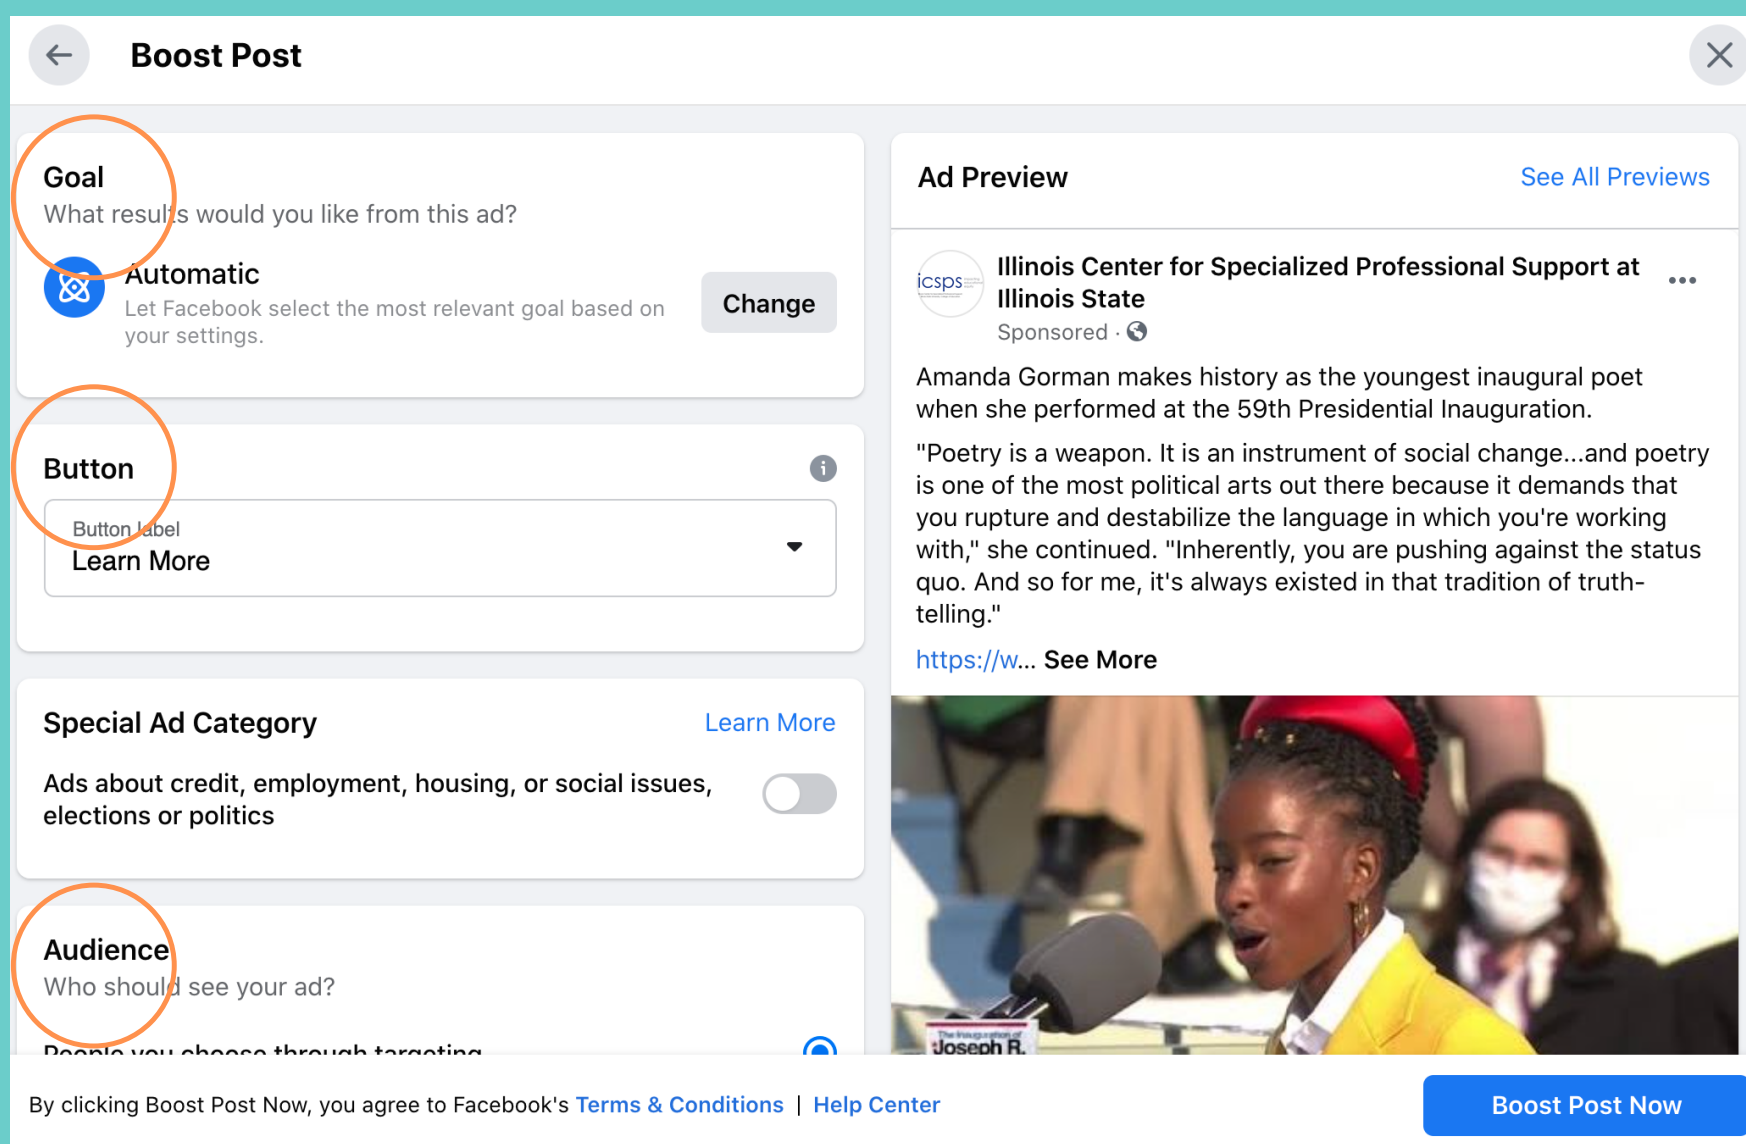 Boost Post
Goal
What results would you like from this ad?
Automatic
Let Facebook select the most relevant goal based on
your settings.
Change
Button
Button label
Learn More
Special Ad Category
Learn More
Ads about credit, employment, housing, or social issues,
elections or politics
Audience
Who should see your ad?
People you choose through targeting
Ad Preview
See All Previews
icsps
Illinois Center for Specialized Professional Support at
Illinois State
Sponsored ·
Amanda Gorman makes history as the youngest inaugural poet
when she performed at the 59th Presidential Inauguration.
"Poetry is a weapon. It is an instrument of social change...and poetry
is one of the most political arts out there because it demands that
you rupture and destabilize the language in which you're working
with," she continued. "Inherently, you are pushing against the status
quo. And so for me, it's always existed in that tradition of truth-
telling."
https://w... See More
The Inauguration of
Joseph R.
By clicking Boost Post Now, you agree to Facebook's Terms & Conditions | Help Center
Boost Post Now